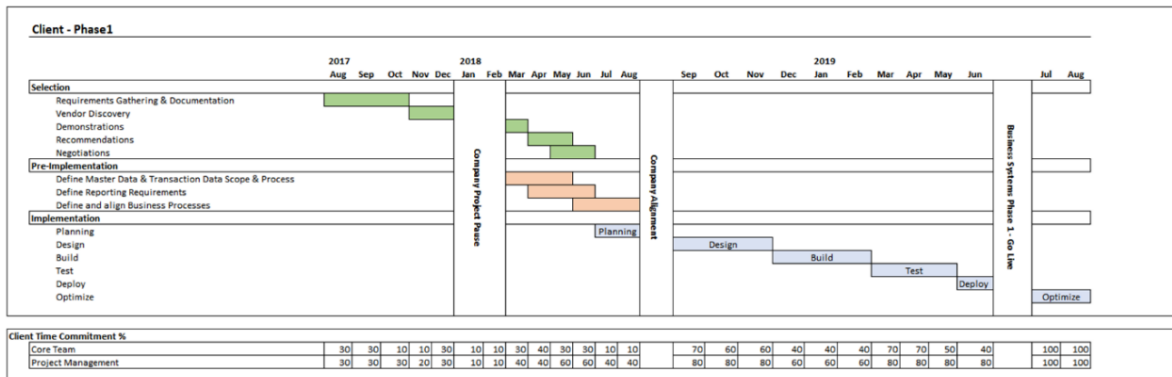 Client - Phase1
2017 2018 2019
Aug Sep Oct Nov Dec Jan Feb Mar Apr May Jun Jul Aug Sep Oct Nov Dec Jan Feb Mar Apr May Jun Jul Aug
Selection
Requirements Gathering & Documentation
Vendor Discovery
Demonstrations
Recommendations
Negotiations
Pre-Implementation
Define Master Data & Transaction Data Scope & Process
Define Reporting Requirements
Define and align Business Processes
Implementation
Planning Planning
Design Design
Build Build
Test Test
Deploy Deploy
Optimize Optimize
Company Project Pause
Company Alignment
Business Systems Phase 1 - Go Live
Client Time Commitment %
Core Team 30 30 10 10 30 10 10 30 40 30 30 10 10 70 60 60 40 40 40 70 70 50 40 100 100
Project Management 30 30 30 20 30 10 10 40 40 60 60 40 40 80 80 80 60 60 60 80 80 80 80 100 100